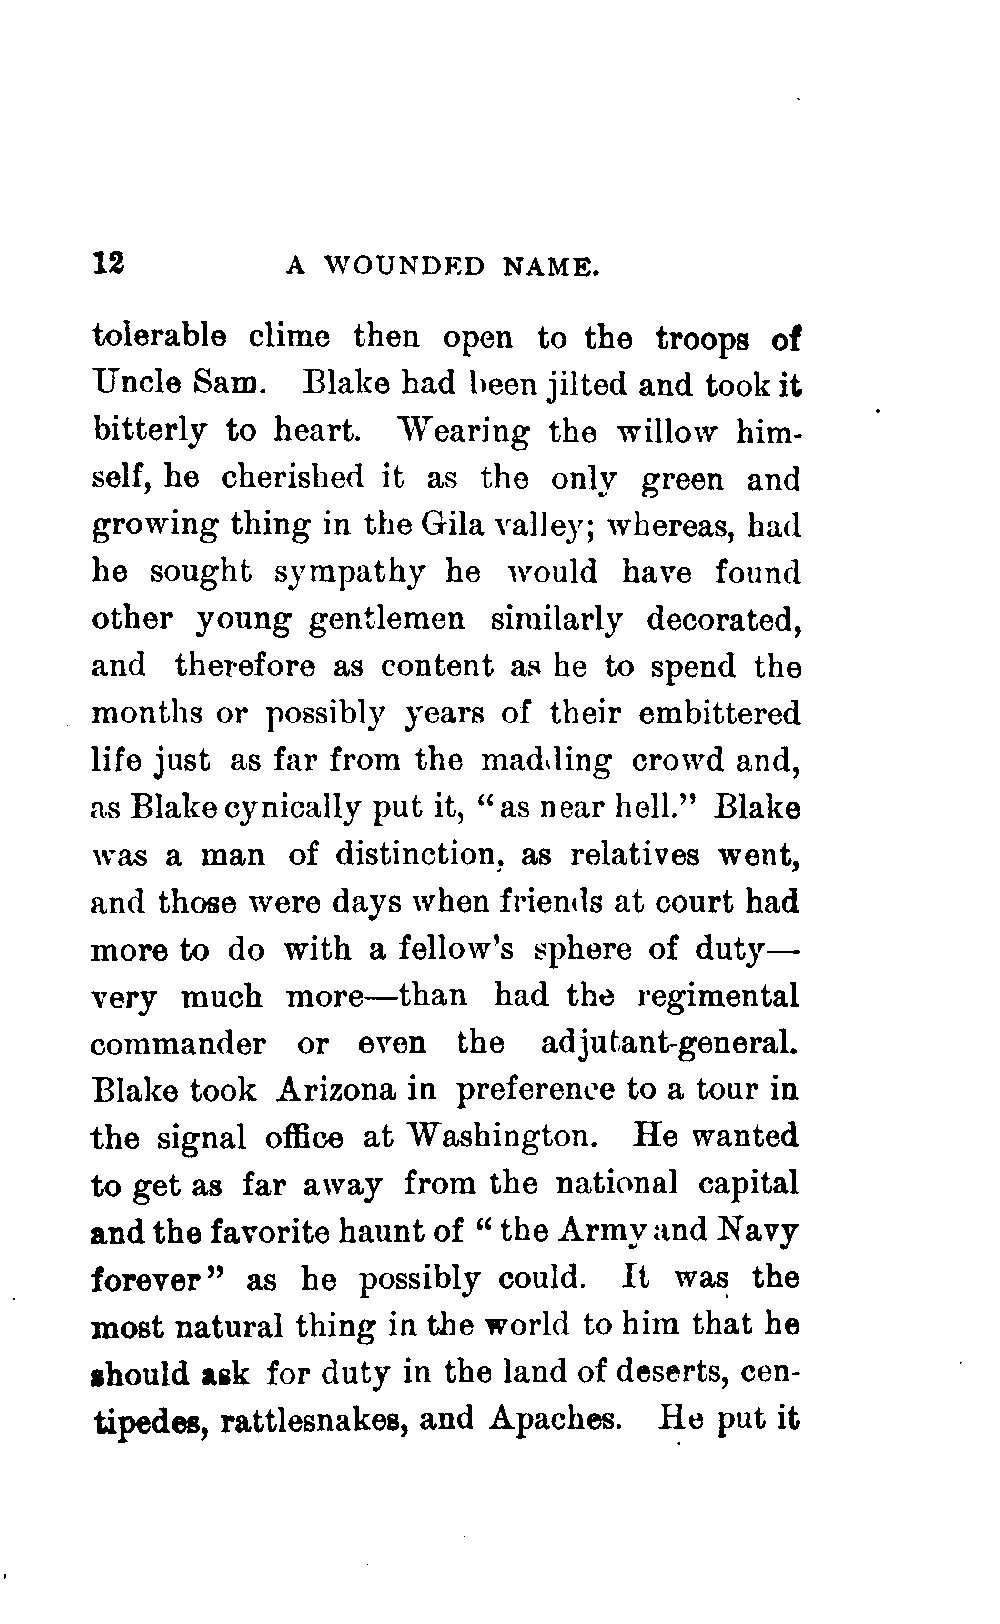 12 A WOUNDED NAME.
tolerable clime then open to the troops of
Uncle Sam. Blake had been jilted and took it
bitterly to heart. Wearing the willow him-
self, he cherished it as the only green and
growing thing in the Gila valley; whereas, had
he sought sympathy he would have found
other young gentlemen similarly decorated,
and therefore as content as he to spend the
months or possibly years of their embittered
life just as far from the madding crowd and,
as Blake cynically put it, “as near hell.” Blake
was a man of distinction, as relatives went,
and those were days when friends at court had
more to do with a fellow's sphere of duty—
very much more—than had the regimental
commander or even the adjutant-general.
Blake took Arizona in preference to a tour in
the signal office at Washington. He wanted
to get as far away from the national capital
and the favorite haunt of “the Army and Navy
forever” as he possibly could. It was the
most natural thing in the world to him that he
should ask for duty in the land of deserts, cen-
tipedes, rattlesnakes, and Apaches. He put it